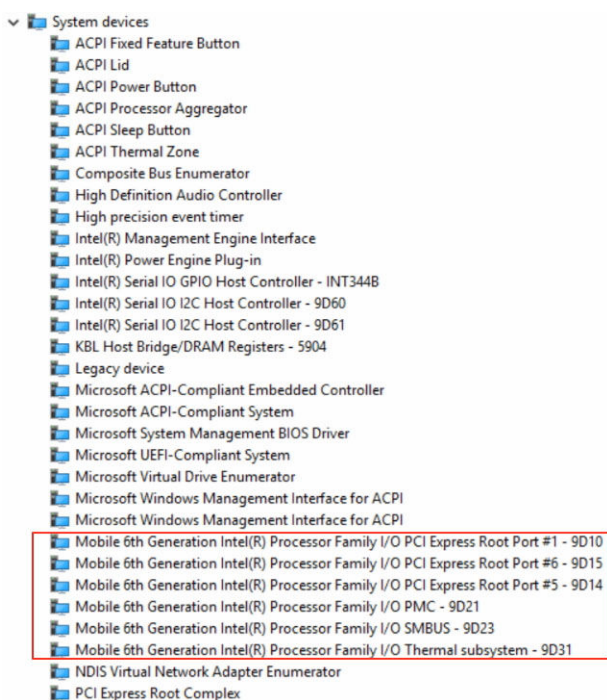 System devices
ACPI Fixed Feature Button
ACPI Lid
ACPI Power Button
ACPI Processor Aggregator
ACPI Sleep Button
ACPI Thermal Zone
Composite Bus Enumerator
High Definition Audio Controller
High precision event timer
Intel(R) Management Engine Interface
Intel(R) Power Engine Plug-in
Intel(R) Serial IO GPIO Host Controller - INT344B
Intel(R) Serial IO I2C Host Controller - 9D60
Intel(R) Serial IO I2C Host Controller - 9D61
KBL Host Bridge/DRAM Registers - 5904
Legacy device
Microsoft ACPI-Compliant Embedded Controller
Microsoft ACPI-Compliant System
Microsoft System Management BIOS Driver
Microsoft UEFI-Compliant System
Microsoft Virtual Drive Enumerator
Microsoft Windows Management Interface for ACPI
Microsoft Windows Management Interface for ACPI
Mobile 6th Generation Intel(R) Processor Family I/O PCI Express Root Port #1 - 9D10
Mobile 6th Generation Intel(R) Processor Family I/O PCI Express Root Port #6 - 9D15
Mobile 6th Generation Intel(R) Processor Family I/O PCI Express Root Port #5 - 9D14
Mobile 6th Generation Intel(R) Processor Family I/O PMC - 9D21
Mobile 6th Generation Intel(R) Processor Family I/O SMBUS - 9D23
Mobile 6th Generation Intel(R) Processor Family I/O Thermal subsystem - 9D31
NDIS Virtual Network Adapter Enumerator
PCI Express Root Complex